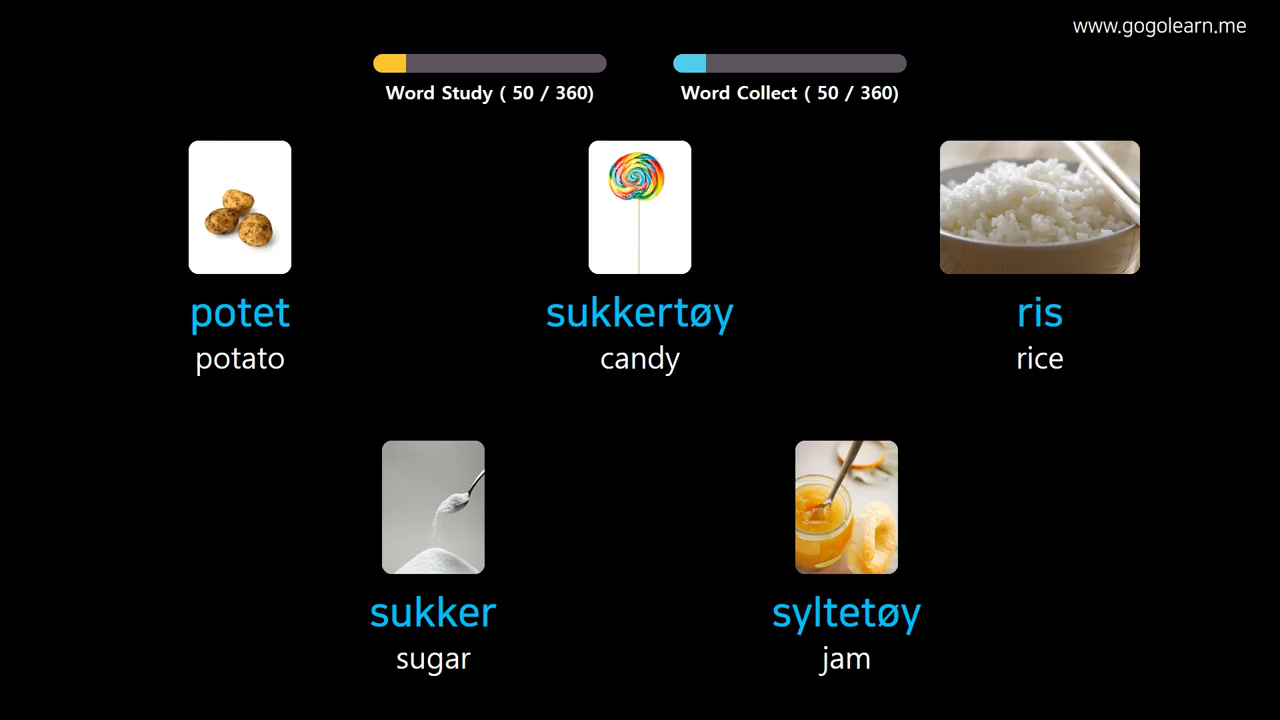 www.gogolearn.me
Word Study ( 50 / 360)
Word Collect ( 50 / 360)
potet
potato
sukkertøy
candy
ris
rice
sukker
sugar
syltetøy
jam